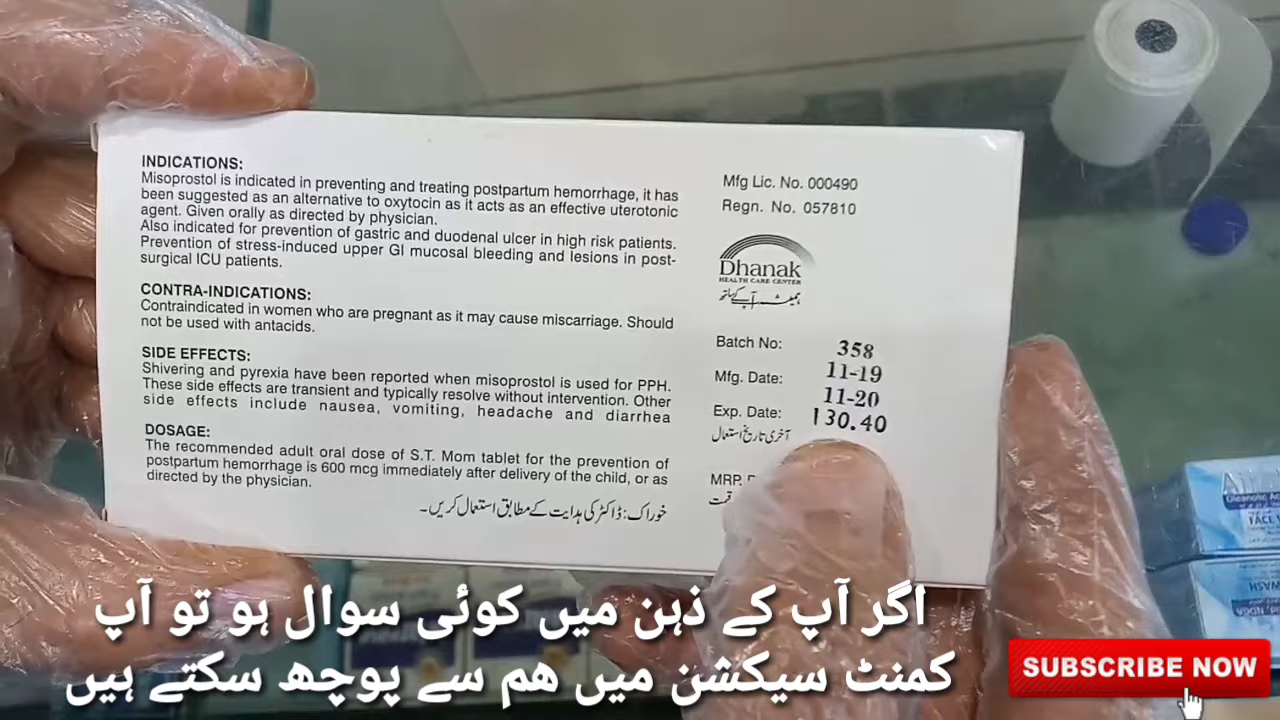 INDICATIONS:
Misoprostol is indicated in preventing and treating postpartum hemorrhage, it has
been suggested as an alternative to oxytocin as it acts as an effective uterotonic
agent. Given orally as directed by physician.
Also indicated for prevention of gastric and duodenal ulcer in high risk patients.
Prevention of stress-induced upper GI mucosal bleeding and lesions in post-
surgical ICU patients.
CONTRA-INDICATIONS:
Contraindicated in women who are pregnant as it may cause miscarriage. Should
not be used with antacids.
SIDE EFFECTS:
Shivering and pyrexia have been reported when misoprostol is used for PPH.
These side effects are transient and typically resolve without intervention. Other
side effects include nausea, vomiting, headache and diarrhea
DOSAGE:
The recommended adult oral dose of S.T. Mom tablet for the prevention of
postpartum hemorrhage is 600 mcg immediately after delivery of the child, or as
directed by the physician.
خوراک: ڈاکٹر کی ہدایت کے مطابق استعمال کریں۔
Mfg Lic. No. 000490
Regn. No. 057810
Dhanak
HEALTH CARE CENTER
ہمیشہ آپ کے ساتھ
Batch No: 358
Mfg. Date: 11-19
Exp. Date: 11-20
130.40
آخری تاریخ استعمال
MRP
قیمت
Oleanolic
FACE
WASH
اگر آپ کے ذہن میں کوئی سوال ہو تو آپ
کمنٹ سیکشن میں ھم سے پوچھ سکتے ہیں
SUBSCRIBE NOW